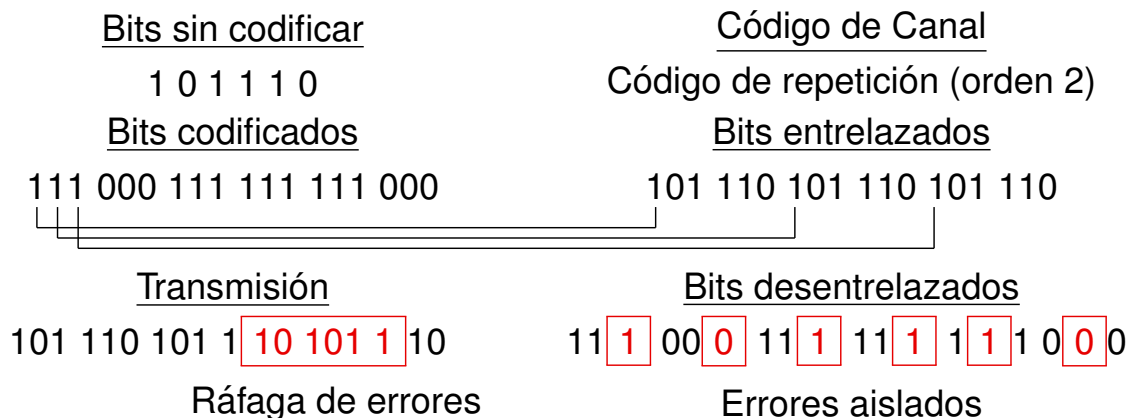 Bits sin codificar
1 0 1 1 1 0
Código de Canal
Código de repetición (orden 2)
Bits codificados
111 000 111 111 111 000
Bits entrelazados
101 110 101 110 101 110
Transmisión
101 110 101 1 10 101 1 10
Ráfaga de errores
Bits desentrelazados
11 1 00 0 11 1 11 1 1 1 1 0 0 0
Errores aislados